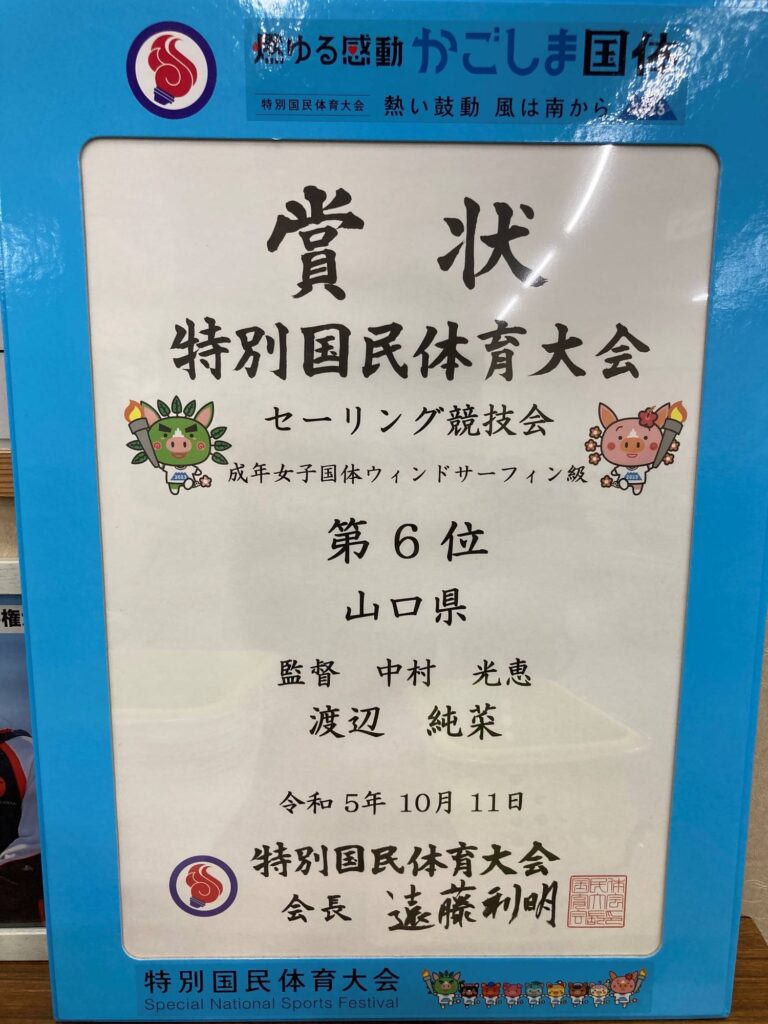 燃ゆる感動 かごしま国体
特別国民体育大会 熱い鼓動 風は南から 2023
賞 状
特別国民体育大会
セーリング競技会
成年女子国体ウィンドサーフィン級
2023 2023
第 6 位
山口県
監督 中村 光恵
渡辺 純菜
令和 5年 10月 11日
特別国民体育大会
会長 遠藤利明
特別国民体育大会
Special National Sports Festival
権